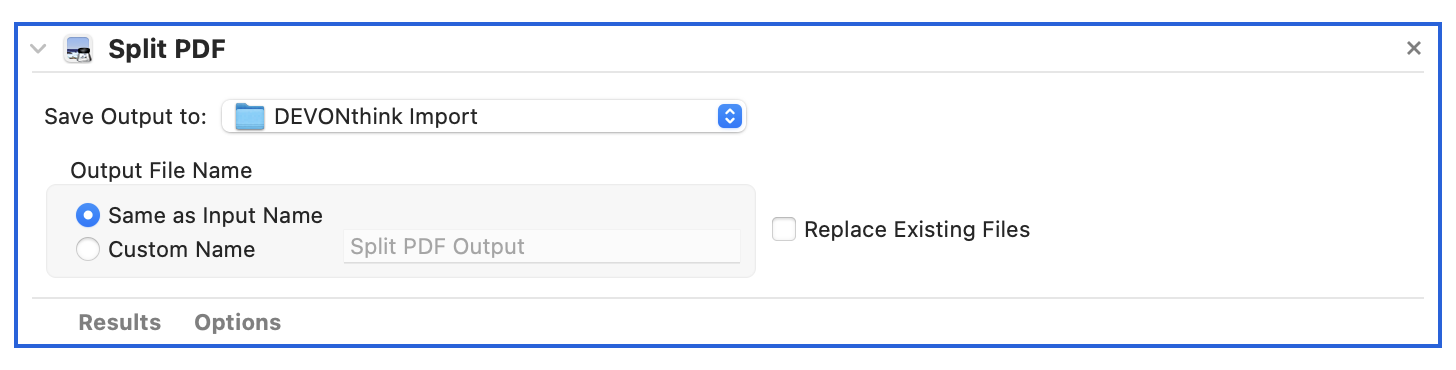 Split PDF
Save Output to: DEVONthink Import
Output File Name
Same as Input Name
Custom Name Split PDF Output
Replace Existing Files
Results Options